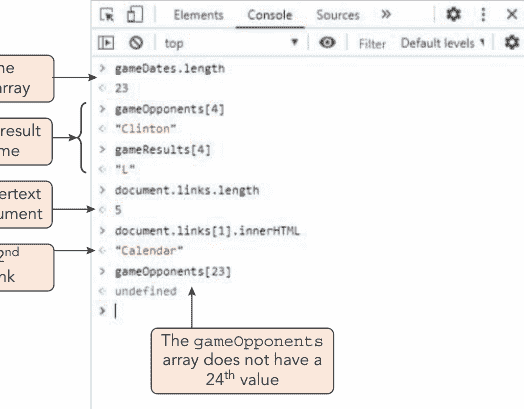 Elements Console Sources »
top Filter Default levels
gameDates.length
23
gameOpponents[4]
"Clinton"
gameResults[4]
"L"
document.links.length
5
document.links[1].innerHTML
"Calendar"
gameOpponents[23]
undefined
array
result
ertext
ument
2nd
nk
The gameOpponents
array does not have a
24th value